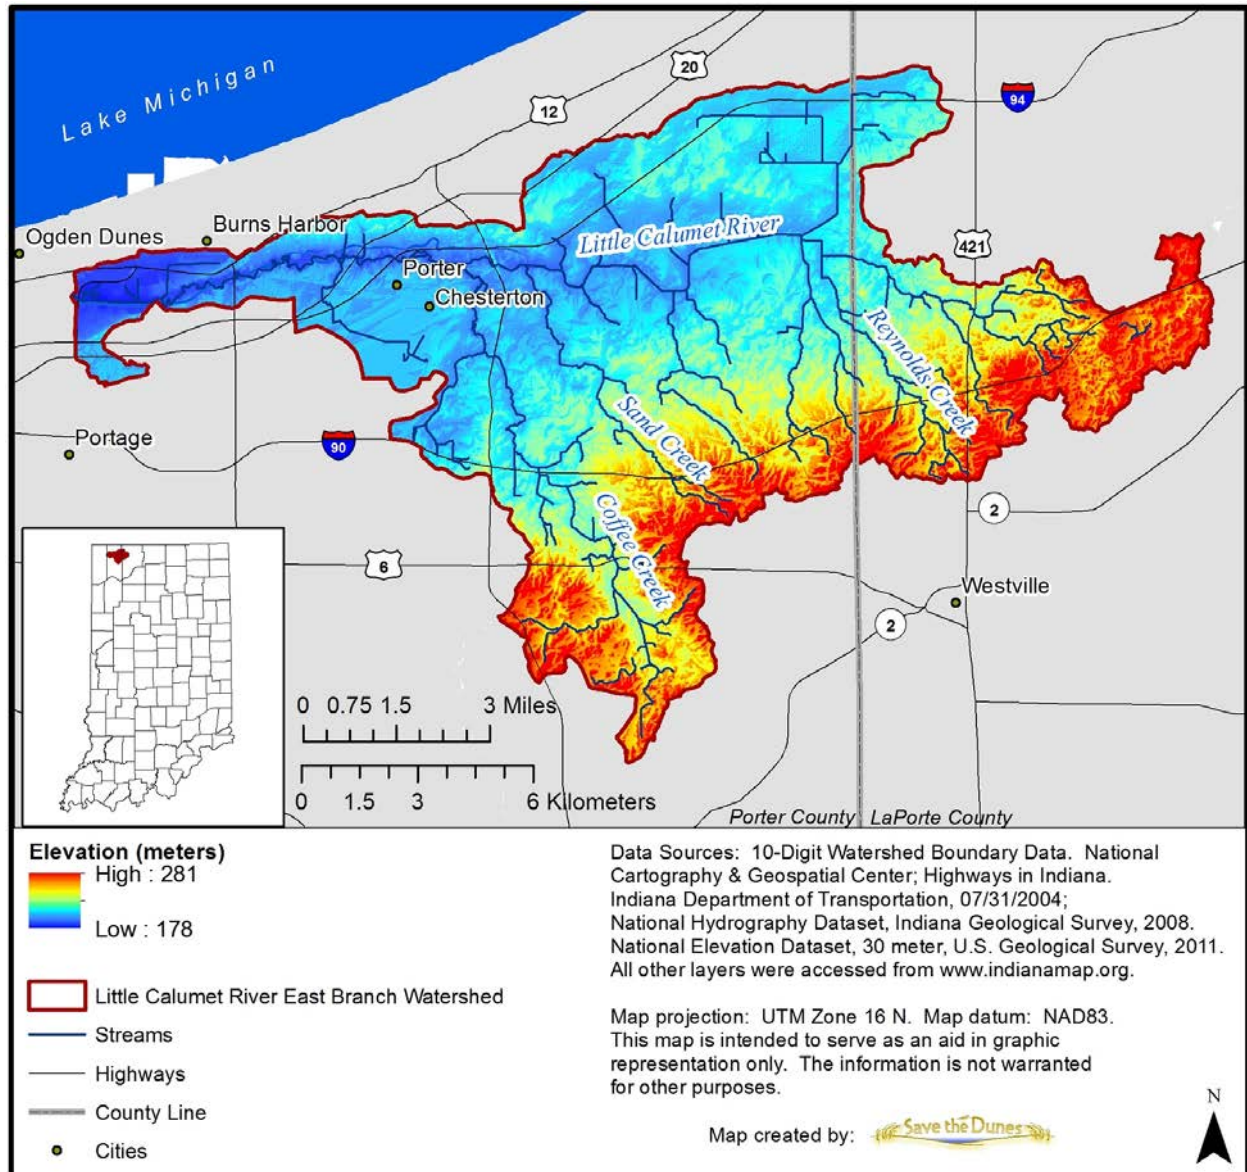 Lake Michigan
20
12
94
Burns Harbor
Ogden Dunes
Little Calumet River
421
Porter
Chesterton
Reynolds Creek
Sand Creek
Portage
90
Coffee Creek
2
6
Westville
2
0 0.75 1.5 3 Miles
0 1.5 3 6 Kilometers
Porter County LaPorte County
Elevation (meters)
High : 281
Low : 178
Little Calumet River East Branch Watershed
Streams
Highways
County Line
Cities
Data Sources: 10-Digit Watershed Boundary Data. National
Cartography & Geospatial Center; Highways in Indiana.
Indiana Department of Transportation, 07/31/2004;
National Hydrography Dataset, Indiana Geological Survey, 2008.
National Elevation Dataset, 30 meter, U.S. Geological Survey, 2011.
All other layers were accessed from www.indianamap.org.
Map projection: UTM Zone 16 N. Map datum: NAD83.
This map is intended to serve as an aid in graphic
representation only. The information is not warranted
for other purposes.
Map created by: Save the Dunes
N